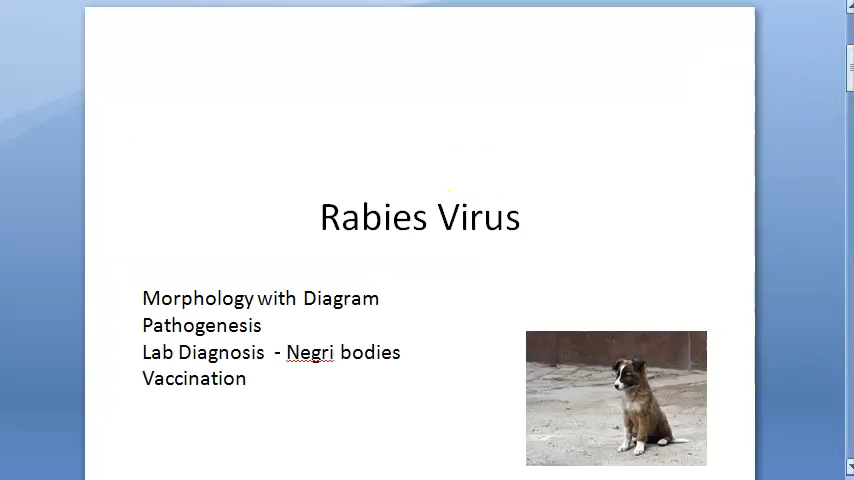 Rabies Virus
Morphology with Diagram
Pathogenesis
Lab Diagnosis - Negri bodies
Vaccination